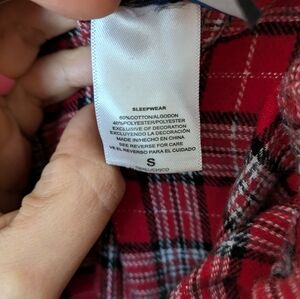 SLEEPWEAR
60%COTTON/ALGODON
40%POLYESTER/POLYESTER
EXCLUSIVE OF DECORATION
EXCLUYENDO LA DECORACIÓN
MADE IN/HECHO EN CHINA
SEE REVERSE FOR CARE
VE EL REVERSO PARA EL CUIDADO
S